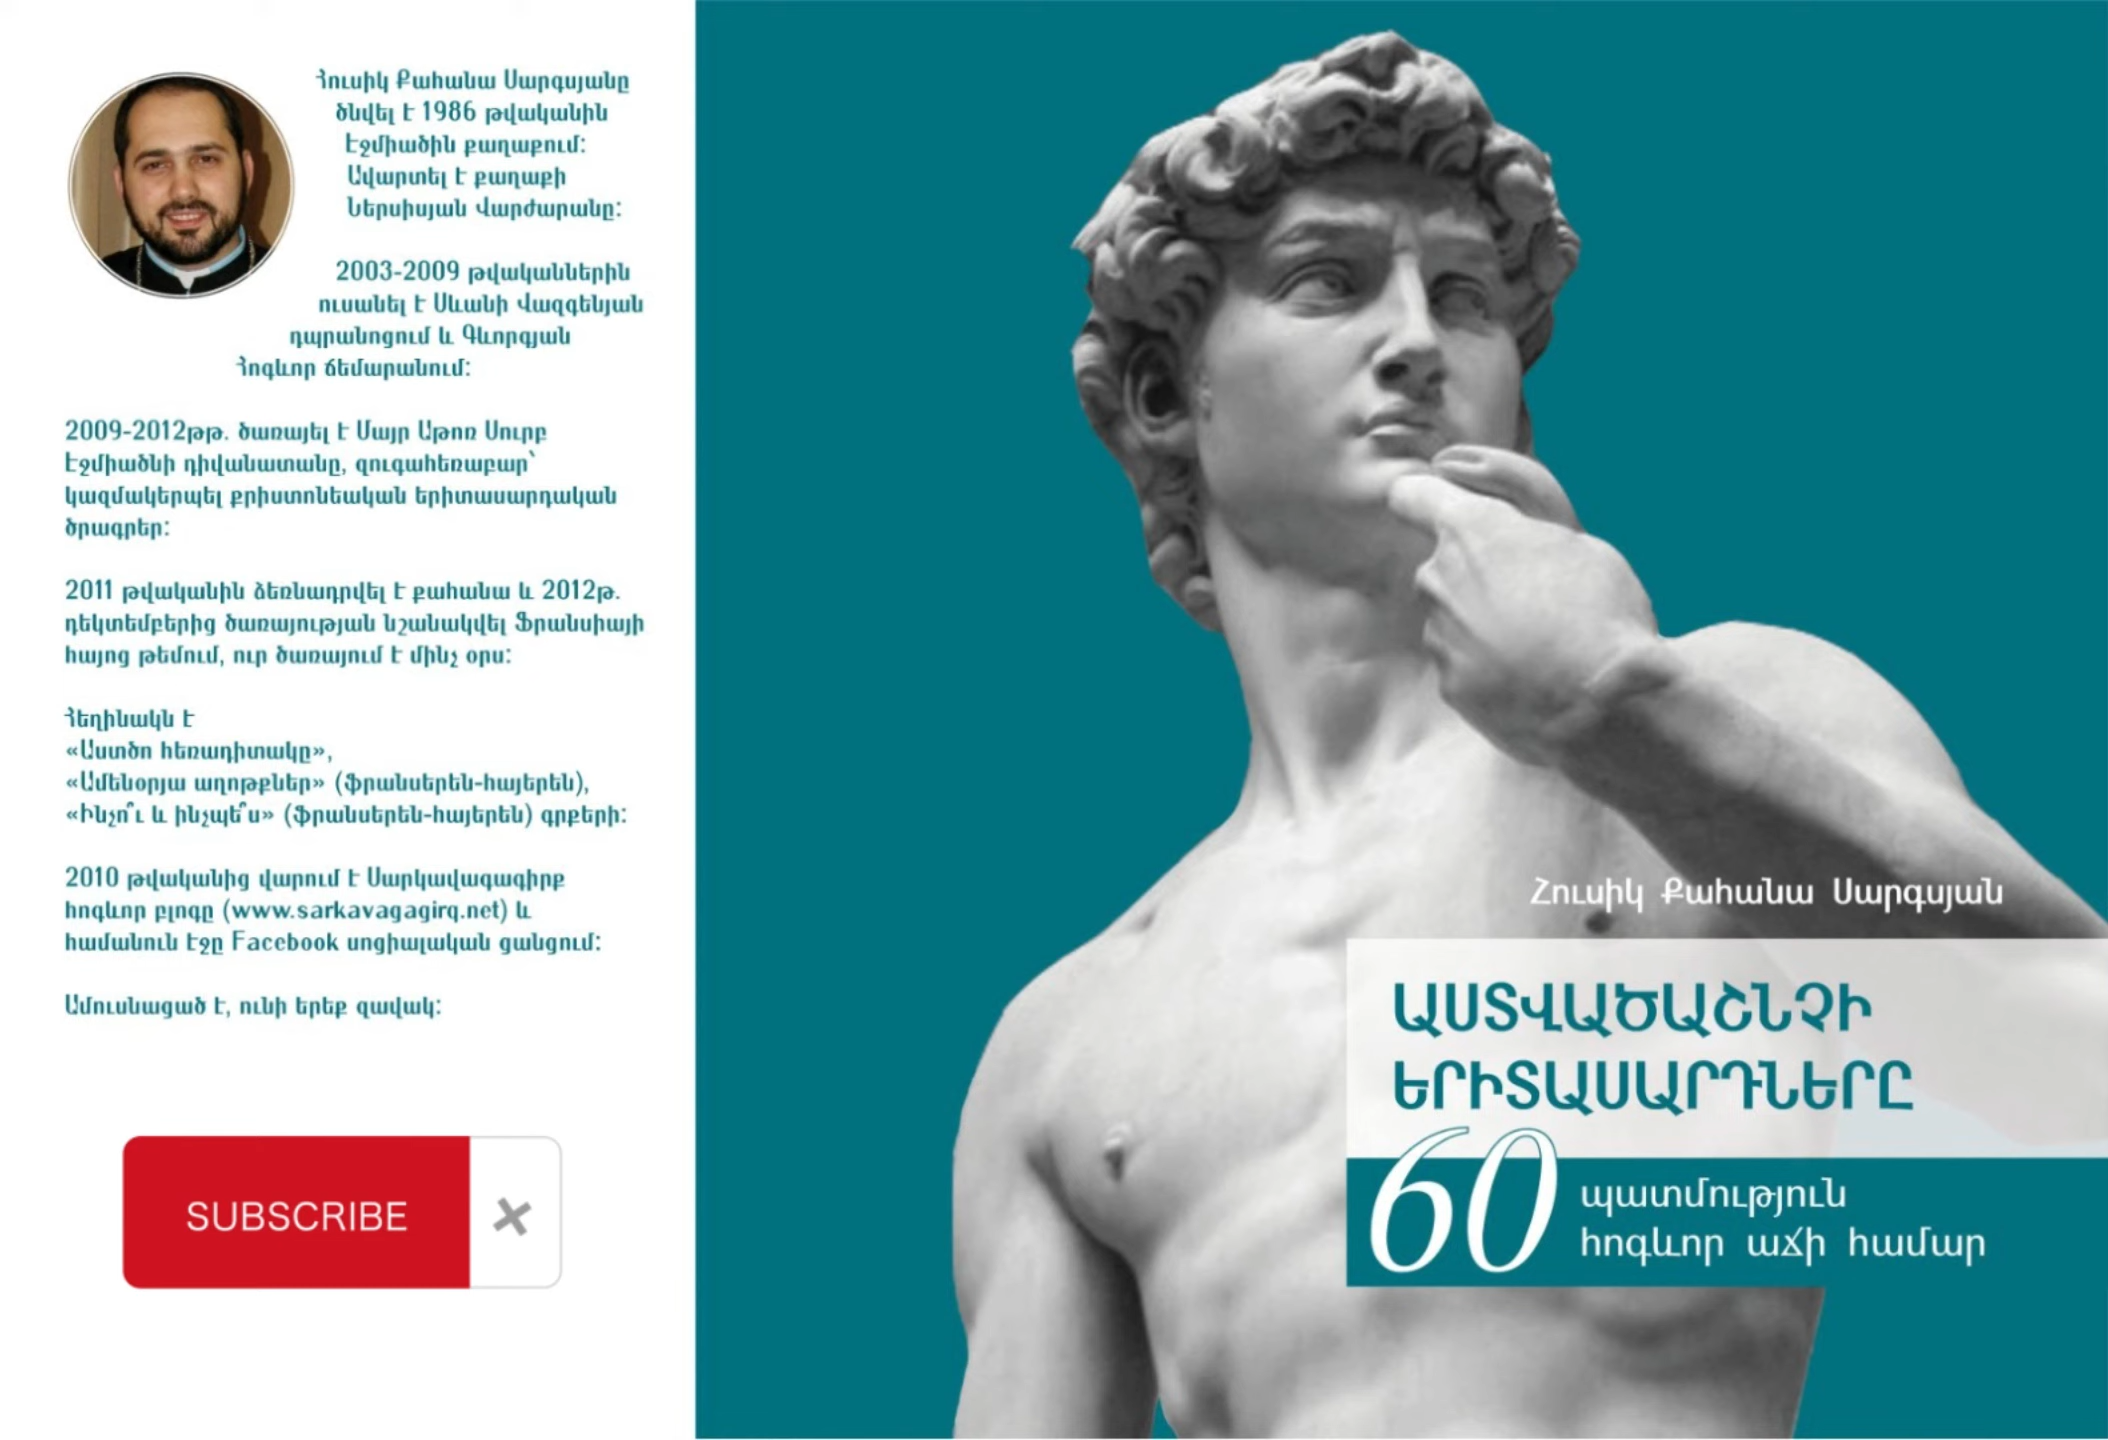 Հուսիկ Քահանա Սարգսյանը
ծնվել է 1986 թվականին
Էջմիածին քաղաքում:
Ավարտել է քաղաքի
Ներսիսյան Վարժարանը:
2003-2009 թվականներին
ուսանել է Սևանի Վազգենյան
դպրանոցում և Գևորգյան
Հոգևոր ճեմարանում:
2009-2012թթ. ծառայել է Մայր Աթոռ Սուրբ
Էջմիածնի դիվանատանը, զուգահեռաբար՝
կազմակերպել քրիստոնեական երիտասարդական
ծրագրեր:
2011 թվականին ձեռնադրվել է քահանա և 2012թ.
դեկտեմբերից ծառայության նշանակվել Ֆրանսիայի
հայոց թեմում, ուր ծառայում է մինչ օրս:
Հեղինակն է
«Աստծո հեռադիտակը»,
«Ամենօրյա աղոթքներ» (ֆրանսերեն-հայերեն),
«Ինչո՞ւ և ինչպե՞ս» (ֆրանսերեն-հայերեն) գրքերի:
2010 թվականից վարում է Սարկավագագիրք
հոգևոր բլոգը (www.sarkavagagirq.net) և
համանուն էջը Facebook սոցիալական ցանցում:
Ամուսնացած է, ունի երեք զավակ:
SUBSCRIBE
Հուսիկ Քահանա Սարգսյան
ԱՍՏՎԱԾԱՇՆՉԻ
ԵՐԻՏԱՍԱՐԴՆԵՐԸ
60 պատմություն
հոգևոր աճի համար